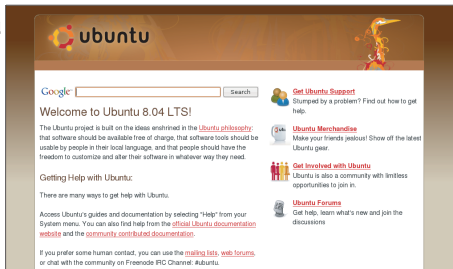 ubuntu
Google Search
Welcome to Ubuntu 8.04 LTS!
The Ubuntu project is built on the ideas enshrined in the Ubuntu philosophy:
that software should be available free of charge, that software tools should be
usable by people in their local language, and that people should have the
freedom to customize and alter their software in whatever way they need.
Getting Help with Ubuntu:
There are many ways to get help with Ubuntu.
Access Ubuntu's guides and documentation by selecting "Help" from your
System menu. You can also find help from the official Ubuntu documentation
website and the community contributed documentation.
If you prefer some human contact, you can use the mailing lists, web forums,
or chat with the community on Freenode IRC Channel: #ubuntu.
Get Ubuntu Support
Stumped by a problem? Find out how to get
help.
Ubuntu Merchandise
Make your friends jealous! Show off the latest
Ubuntu gear.
Get Involved with Ubuntu
Ubuntu is also a community with limitless
opportunities to join in.
Ubuntu Forums
Get help, learn what's new and join the
discussions